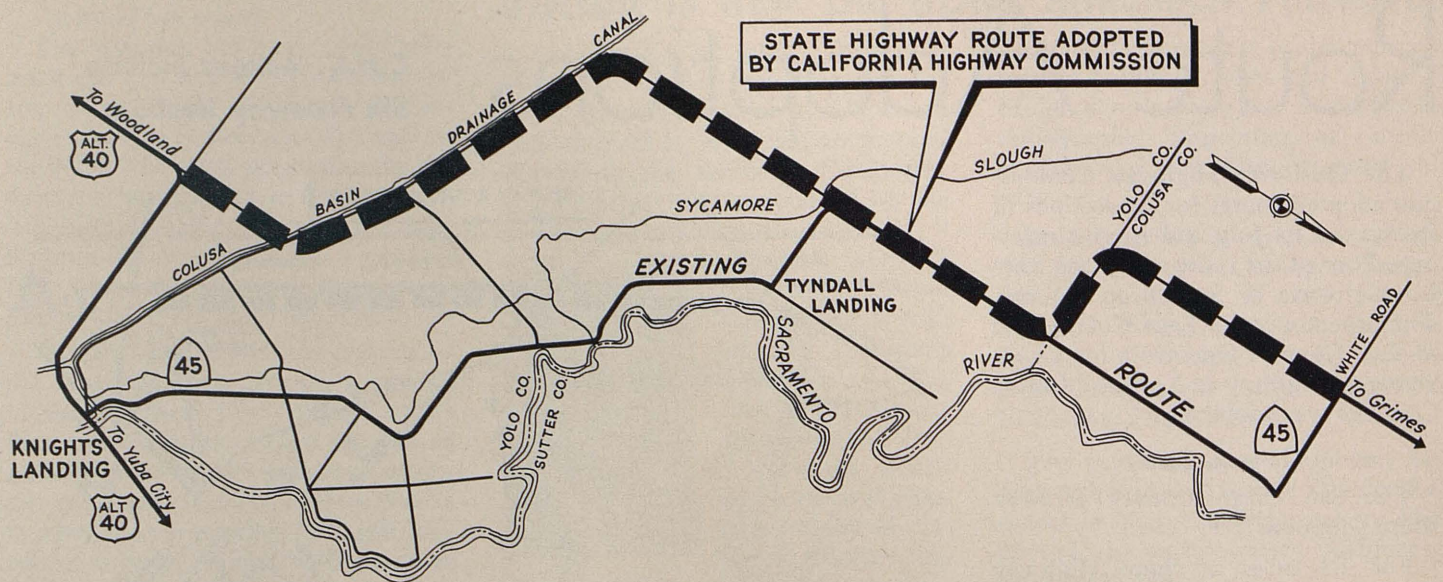 STATE HIGHWAY ROUTE ADOPTED
BY CALIFORNIA HIGHWAY COMMISSION
To Woodland
ALT.
40
COLUSA
BASIN
DRAINAGE
CANAL
SYCAMORE
SLOUGH
YOLO CO.
COLUSA CO.
EXISTING
TYNDALL
LANDING
SACRAMENTO
RIVER
ROUTE
WHITE ROAD
To Grimes
45
45
YOLO CO.
SUTTER CO.
KNIGHTS
LANDING
To Yuba City
ALT
40